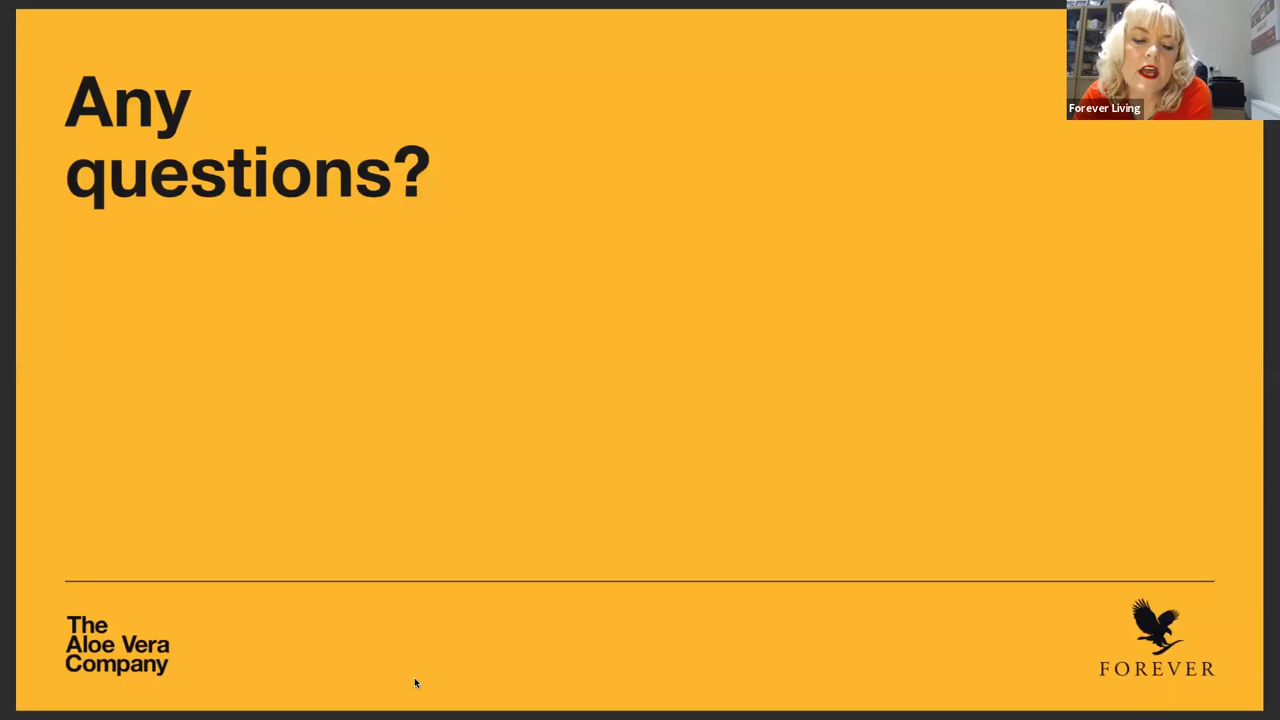 Any
questions?
Forever Living
The
Aloe Vera
Company
FOREVER